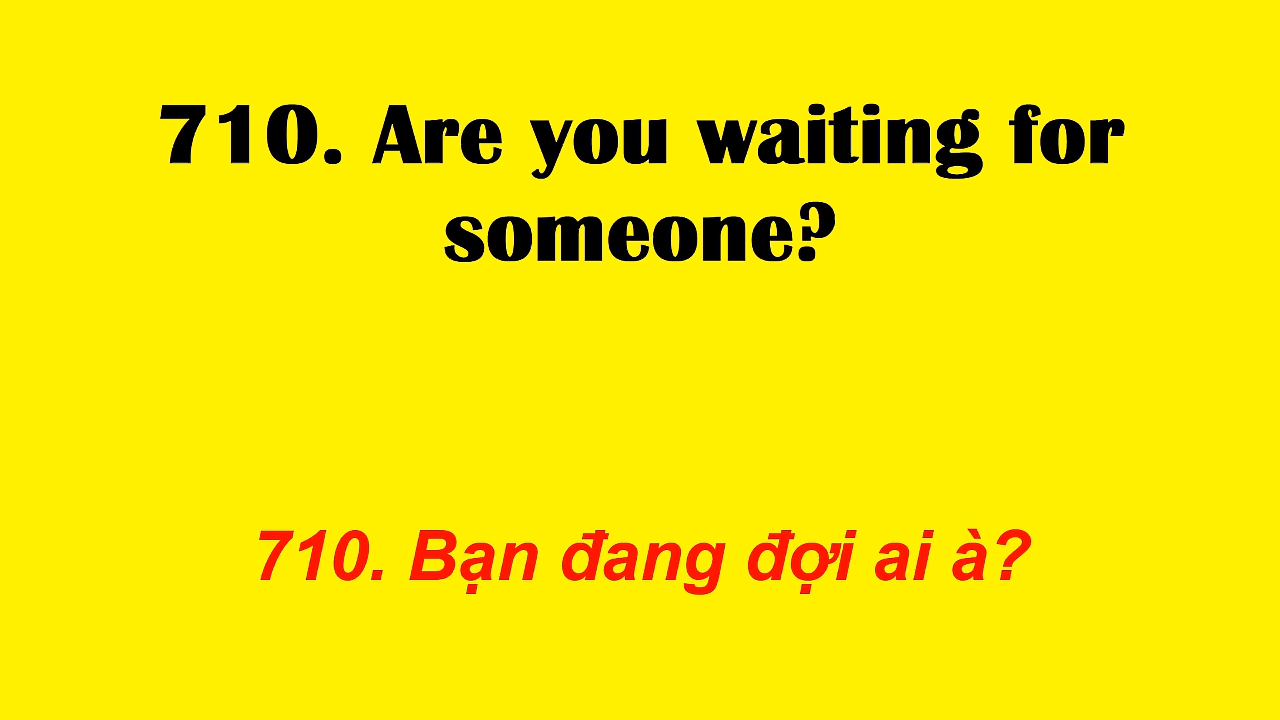 710. Are you waiting for
someone?
710. Bạn đang đợi ai à?